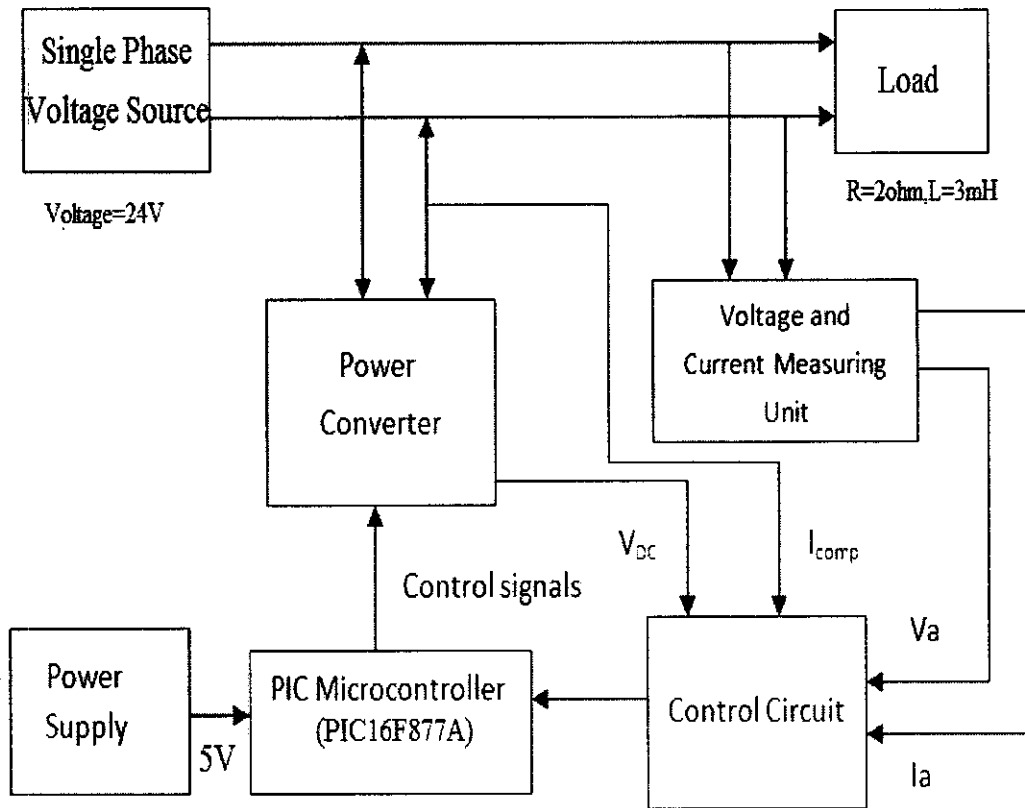 Single Phase
Voltage Source
Load
Voltage=24V
R=2ohm,L=3mH
Voltage and
Current Measuring
Unit
Power
Converter
V_DC
I_comp
Control signals
Va
Power
Supply
5V
PIC Microcontroller
(PIC16F877A)
Control Circuit
Ia